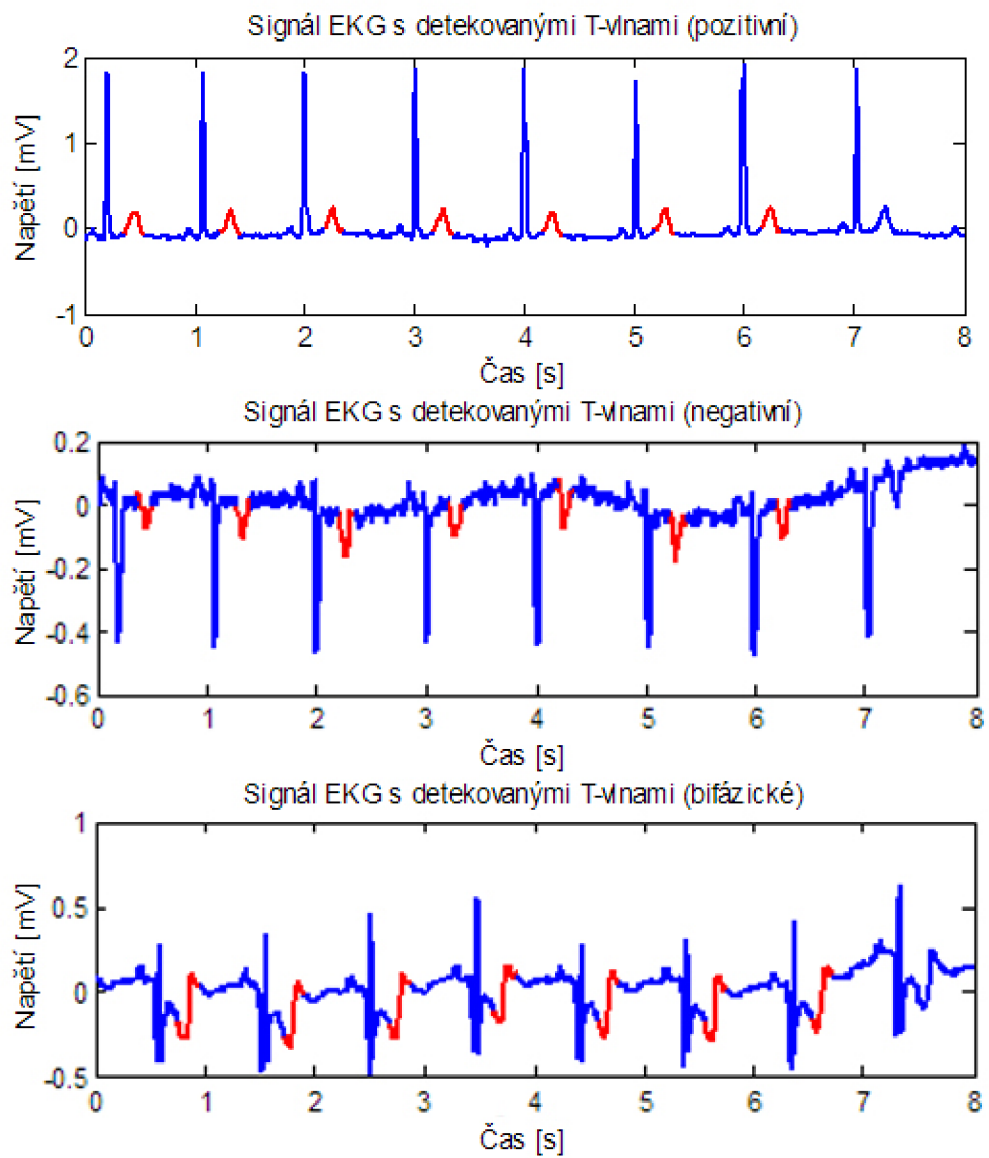 Signál EKG s detekovanými T-vlnami (pozitivní)
Napětí [mV]
2
1
0
-1
0 1 2 3 4 5 6 7 8
Čas [s]
Signál EKG s detekovanými T-vlnami (negativní)
Napětí [mV]
0.2
0
-0.2
-0.4
-0.6
0 1 2 3 4 5 6 7 8
Čas [s]
Signál EKG s detekovanými T-vlnami (bifázické)
Napětí [mV]
1
0.5
0
-0.5
0 1 2 3 4 5 6 7 8
Čas [s]